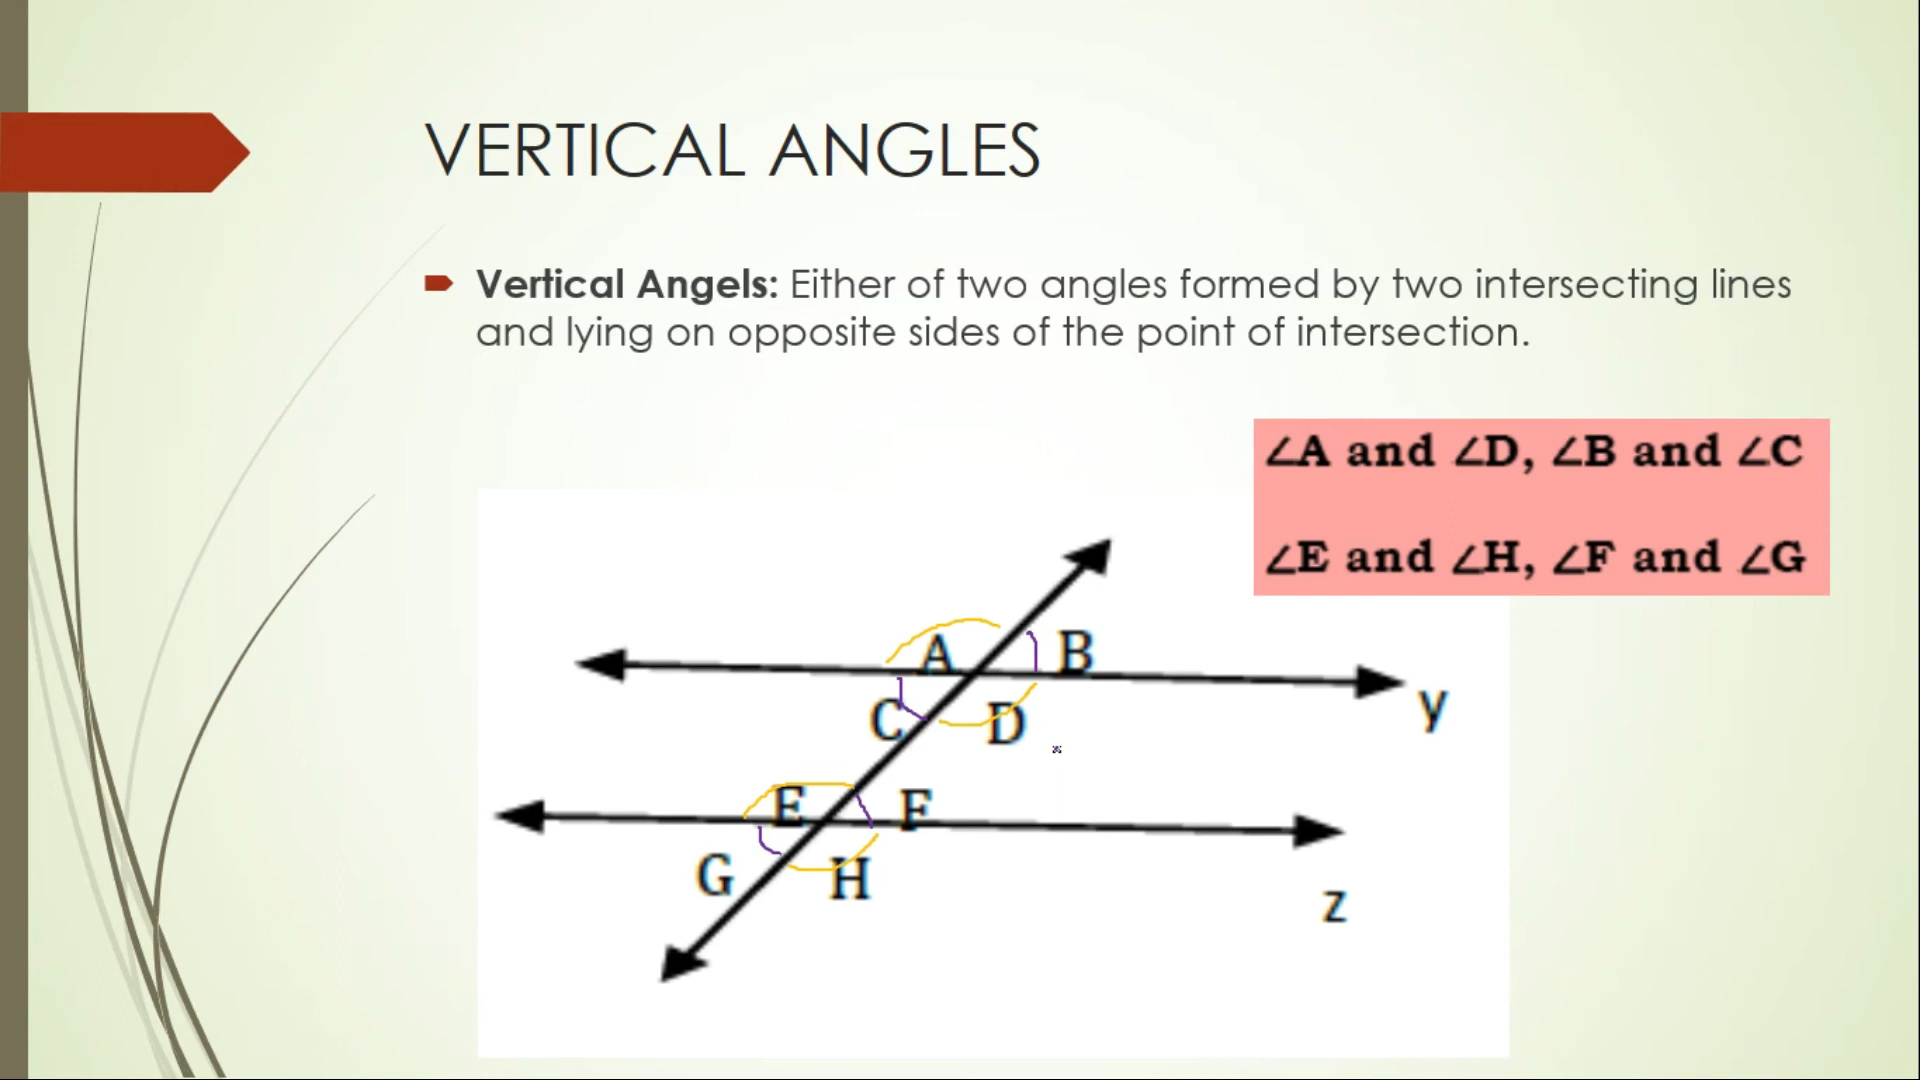 VERTICAL ANGLES
Vertical Angels: Either of two angles formed by two intersecting lines
and lying on opposite sides of the point of intersection.
∠A and ∠D, ∠B and ∠C
∠E and ∠H, ∠F and ∠G
A B
y
C D
E F
G H
z